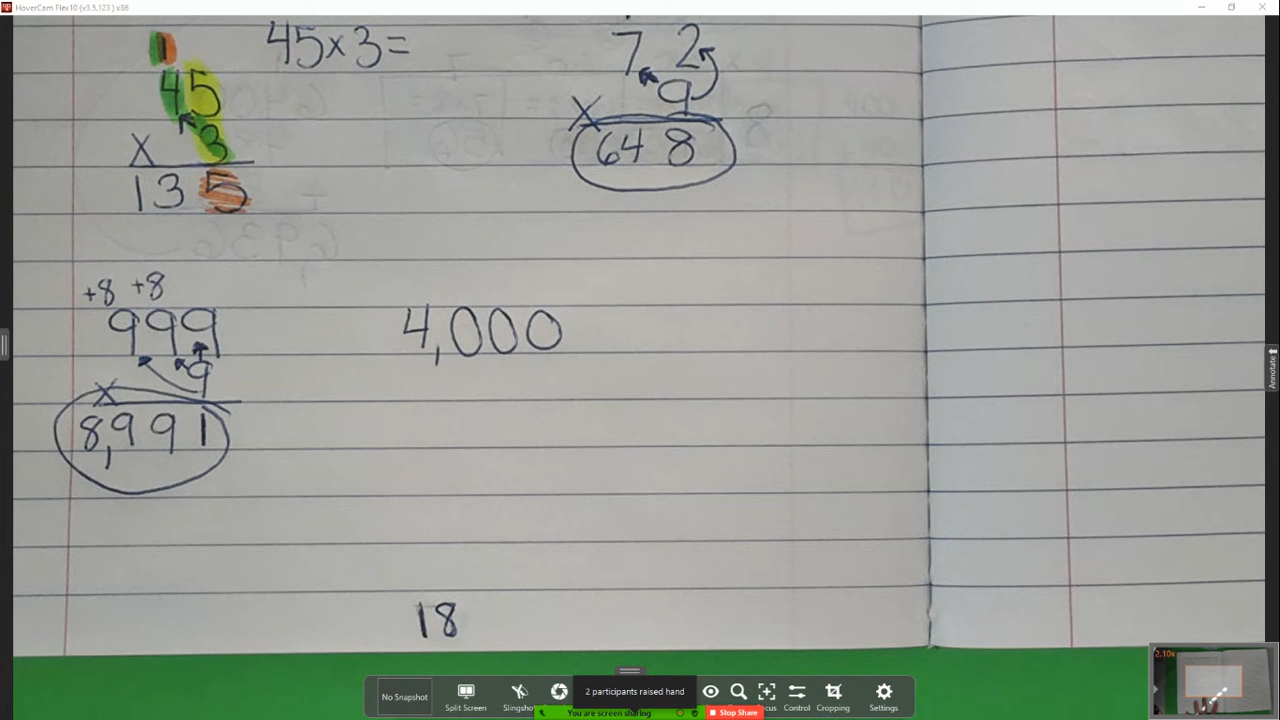 HoverCam Flex10 (v3.5,123 ) x86
1
45
x 3
135
45x3=
7 2
x 9
648
+8 +8
999
x 9
8,991
4,000
18
2.10x
Annotate
No Snapshot
Split Screen
2 participants raised hand
Control
Cropping
Settings
You are screen sharing
Stop Share